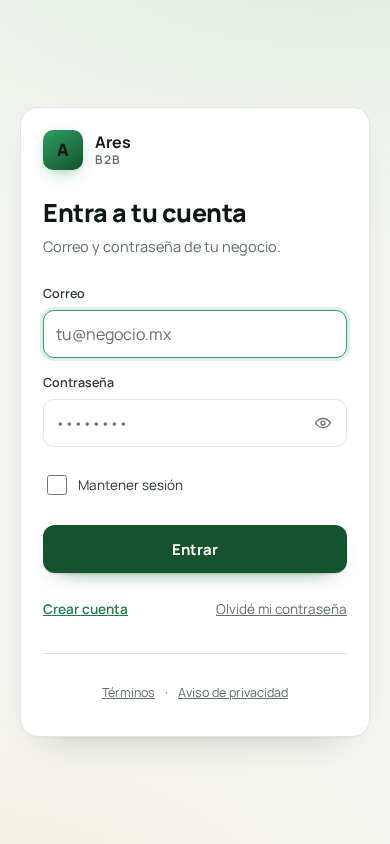 A
Ares
B2B
Entra a tu cuenta
Correo y contraseña de tu negocio.
Correo
tu@negocio.mx
Contraseña
••••••••
Mantener sesión
Entrar
Crear cuenta Olvidé mi contraseña
Términos · Aviso de privacidad